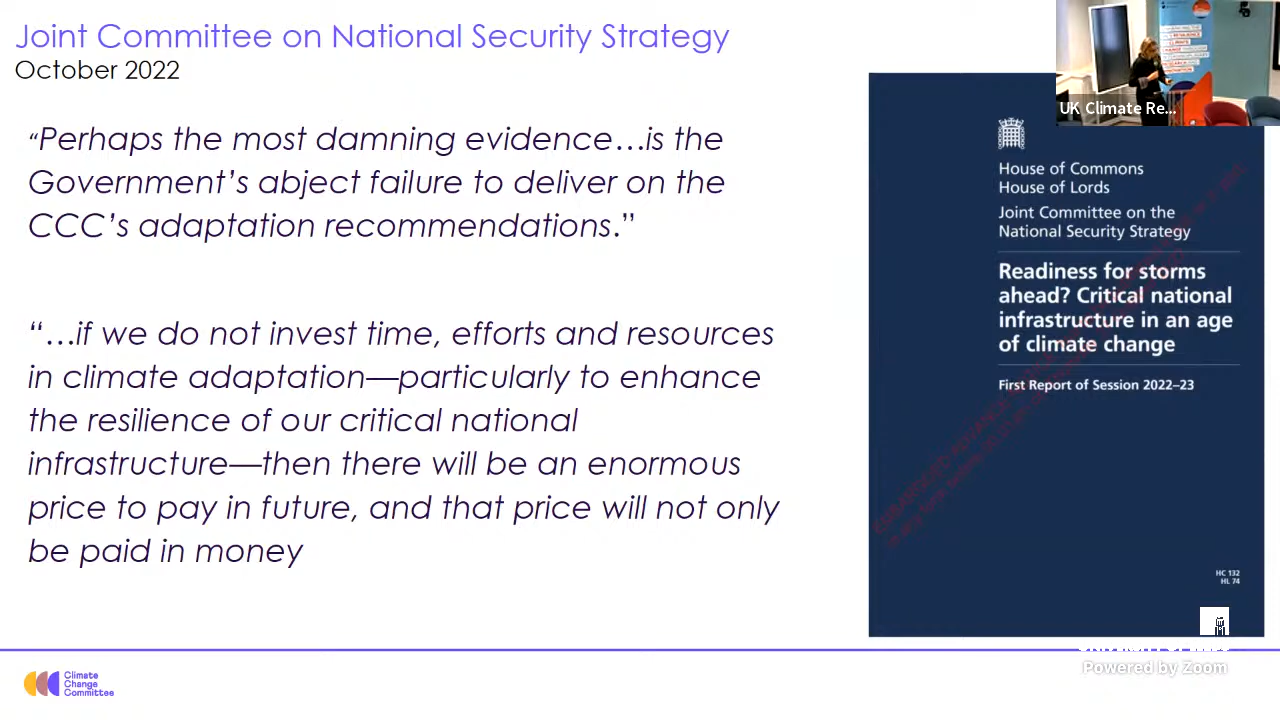 Joint Committee on National Security Strategy
October 2022
“Perhaps the most damning evidence…is the
Government’s abject failure to deliver on the
CCC’s adaptation recommendations.”
“…if we do not invest time, efforts and resources
in climate adaptation—particularly to enhance
the resilience of our critical national
infrastructure—then there will be an enormous
price to pay in future, and that price will not only
be paid in money
UK Climate Re...
House of Commons
House of Lords
Joint Committee on the
National Security Strategy
Readiness for storms
ahead? Critical national
infrastructure in an age
of climate change
First Report of Session 2022–23
HC 132
HL 74
Powered by Zoom
Climate
Change
Committee